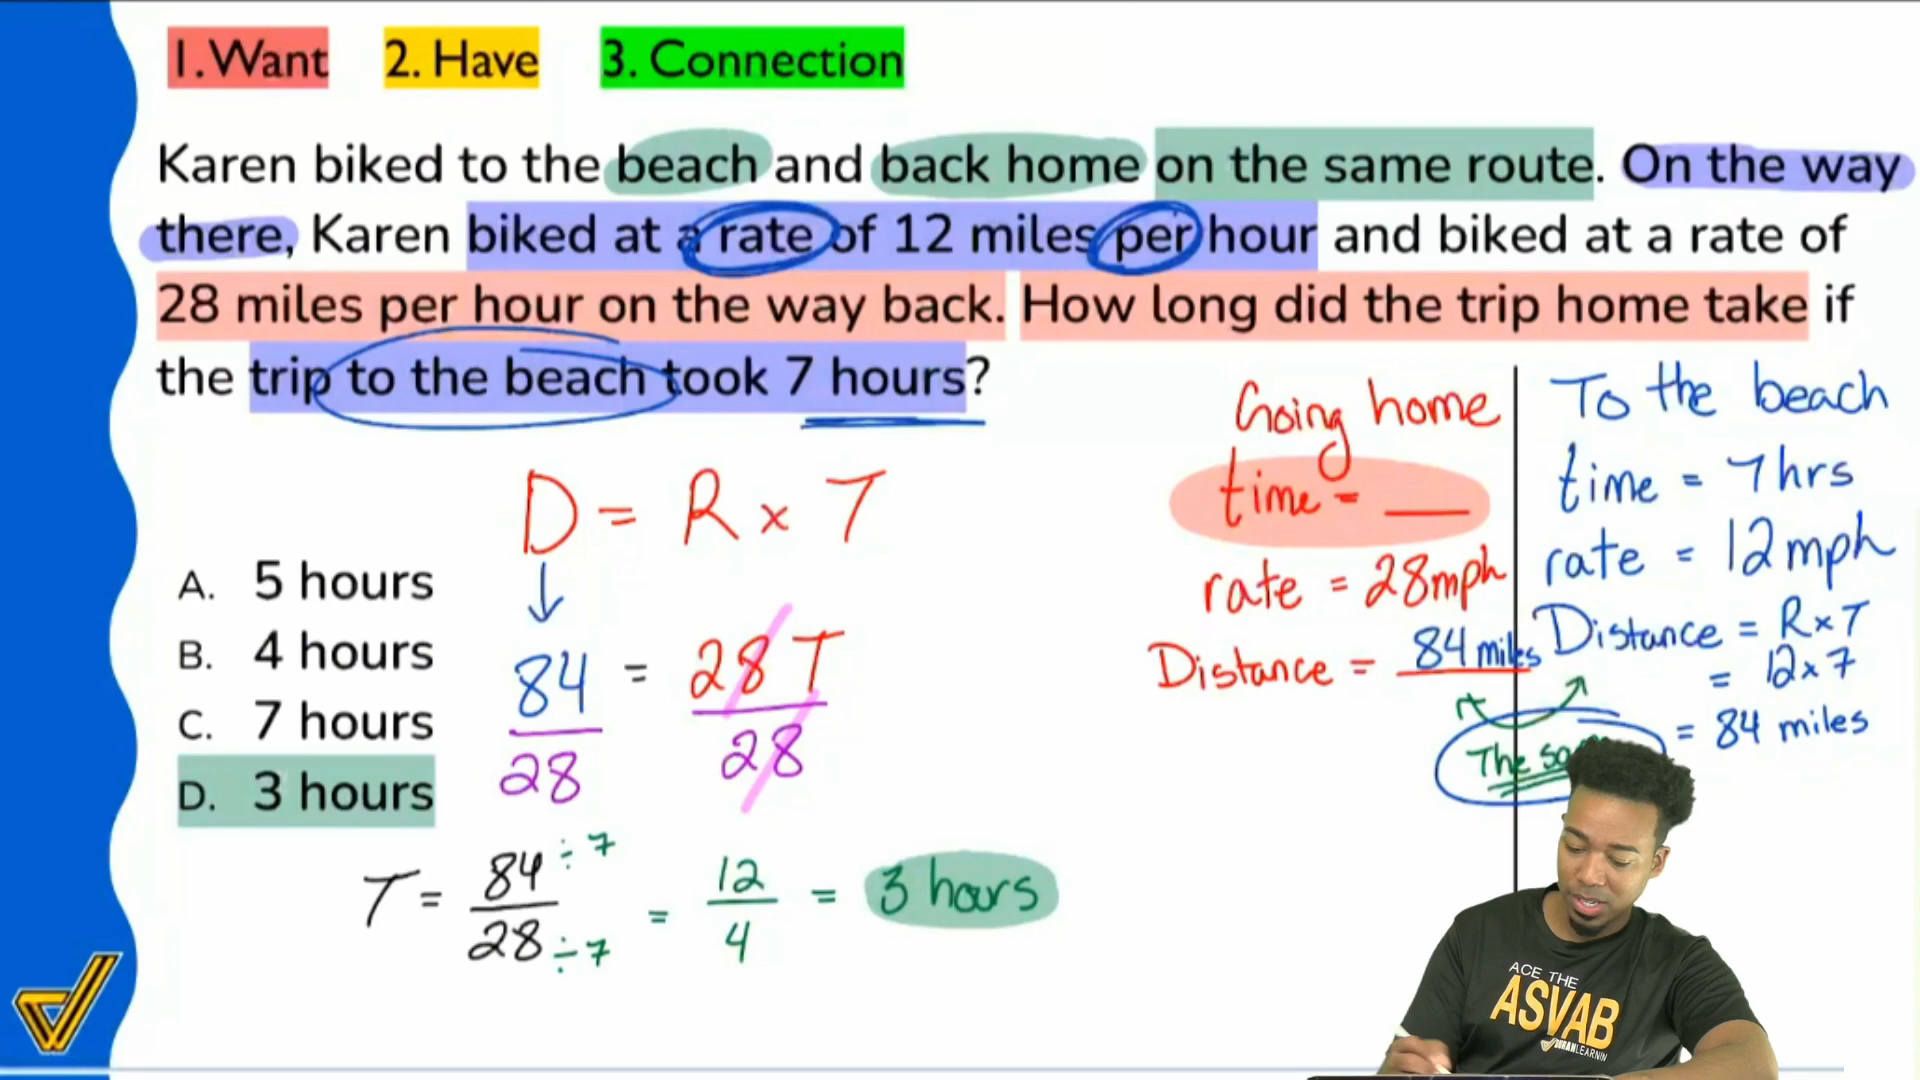 1. Want 2. Have 3. Connection
Karen biked to the beach and back home on the same route. On the way
there, Karen biked at a rate of 12 miles per hour and biked at a rate of
28 miles per hour on the way back. How long did the trip home take if
the trip to the beach took 7 hours?
D = R x T
A. 5 hours
B. 4 hours
C. 7 hours
D. 3 hours
84 = 28 T
28 28
T = 84 ÷ 7 = 12 = 3 hours
28 ÷ 7 4
Going home
time = __
rate = 28mph
Distance = 84 miles
To the beach
time = 7hrs
rate = 12mph
Distance = R x T
= 12 x 7
= 84 miles
The
ACE THE
ASVAB